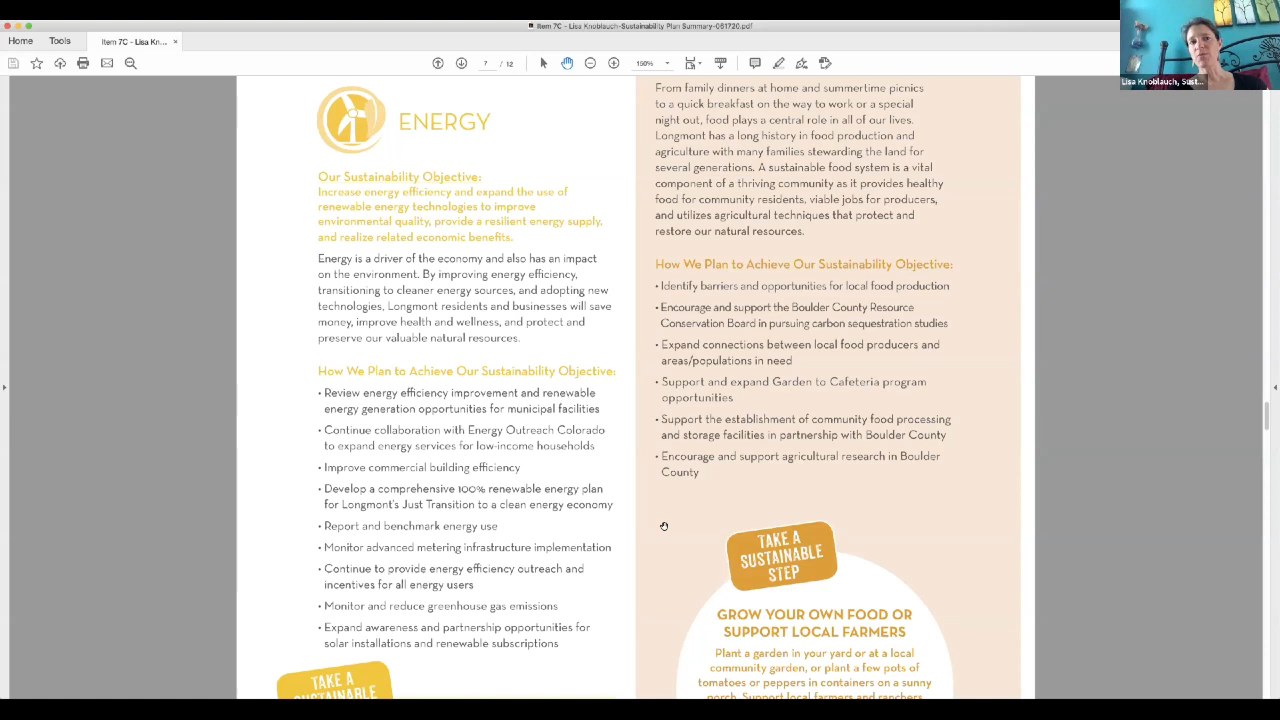 Item 7C - Lisa Knoblauch-Sustainability Plan Summary-061720.pdf
Home
Tools
Item 7C - Lisa Kn...
×
7 / 12
150%
Lisa Knoblauch, Sust...
ENERGY
Our Sustainability Objective:
Increase energy efficiency and expand the use of
renewable energy technologies to improve
environmental quality, provide a resilient energy supply,
and realize related economic benefits.
Energy is a driver of the economy and also has an impact
on the environment. By improving energy efficiency,
transitioning to cleaner energy sources, and adopting new
technologies, Longmont residents and businesses will save
money, improve health and wellness, and protect and
preserve our valuable natural resources.
How We Plan to Achieve Our Sustainability Objective:
• Review energy efficiency improvement and renewable
energy generation opportunities for municipal facilities
• Continue collaboration with Energy Outreach Colorado
to expand energy services for low-income households
• Improve commercial building efficiency
• Develop a comprehensive 100% renewable energy plan
for Longmont's Just Transition to a clean energy economy
• Report and benchmark energy use
• Monitor advanced metering infrastructure implementation
• Continue to provide energy efficiency outreach and
incentives for all energy users
• Monitor and reduce greenhouse gas emissions
• Expand awareness and partnership opportunities for
solar installations and renewable subscriptions
TAKE A
SUSTAINABLE
From family dinners at home and summertime picnics
to a quick breakfast on the way to work or a special
night out, food plays a central role in all of our lives.
Longmont has a long history in food production and
agriculture with many families stewarding the land for
several generations. A sustainable food system is a vital
component of a thriving community as it provides healthy
food for community residents, viable jobs for producers,
and utilizes agricultural techniques that protect and
restore our natural resources.
How We Plan to Achieve Our Sustainability Objective:
• Identify barriers and opportunities for local food production
• Encourage and support the Boulder County Resource
Conservation Board in pursuing carbon sequestration studies
• Expand connections between local food producers and
areas/populations in need
• Support and expand Garden to Cafeteria program
opportunities
• Support the establishment of community food processing
and storage facilities in partnership with Boulder County
• Encourage and support agricultural research in Boulder
County
TAKE A
SUSTAINABLE
STEP
GROW YOUR OWN FOOD OR
SUPPORT LOCAL FARMERS
Plant a garden in your yard or at a local
community garden, or plant a few pots of
tomatoes or peppers in containers on a sunny
porch. Support local farmers and ranchers